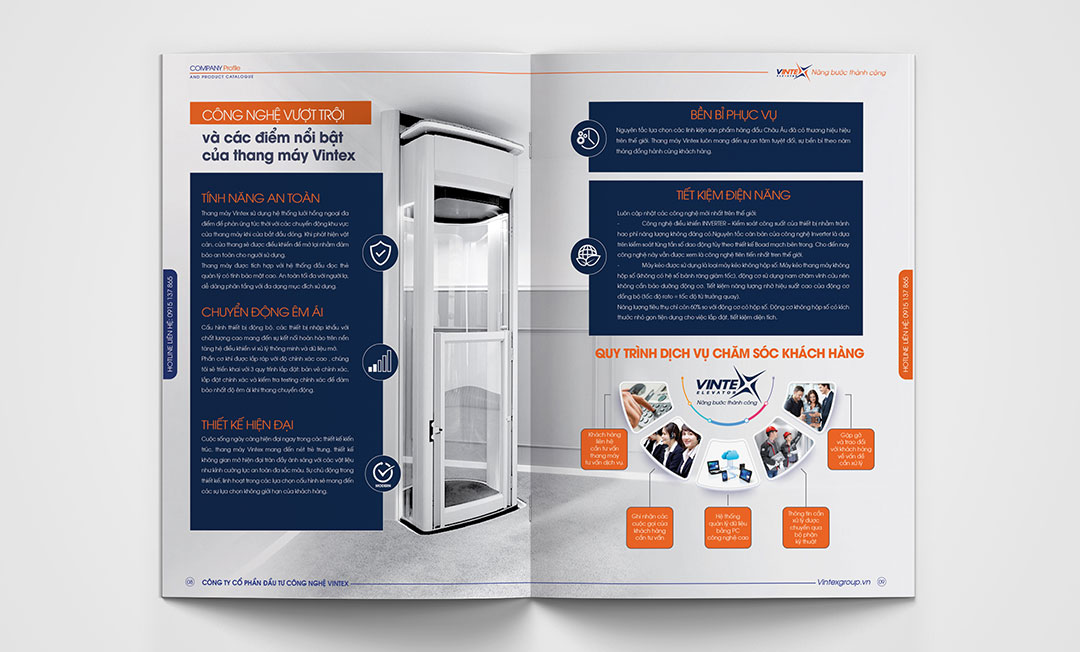 COMPANY Profile
AND PRODUCT CATALOGUE
CÔNG NGHỆ VƯỢT TRỘI
và các điểm nổi bật
của thang máy Vintex
TÍNH NĂNG AN TOÀN
Thang máy Vintex sử dụng hệ thống lưới hồng ngoại đa
điểm để phản ứng tức thời với các chuyển động khu vực
cửa thang máy khi cửa bắt đầu đóng. Khi phát hiện vật
cản, cửa thang sẽ được điều khiển để mở lại nhằm đảm
bảo an toàn cho người sử dụng.
Thang máy được tích hợp với hệ thống đầu đọc thẻ
quản lý có tính bảo mật cao. An toàn tối đa với người lạ,
dễ dàng phân tầng với đa dạng mục đích sử dụng.
CHUYỂN ĐỘNG ÊM ÁI
Cấu hình thiết bị đồng bộ, các thiết bị nhập khẩu với
chất lượng cao mang đến sự kết nối hoàn hảo trên nền
tảng hệ điều khiển vi xử lý thông minh và dữ liệu mở.
Phần cơ khí được lắp ráp với độ chính xác cao , chúng
tôi sẽ triển khai với 3 quy trình lắp đặt: bản vẽ chính xác,
lắp đặt chính xác và kiểm tra testing chính xác để đảm
bảo nhất độ êm ái khi thang chuyển động.
THIẾT KẾ HIỆN ĐẠI
Cuộc sống ngày càng hiện đại ngay trong các thiết kế kiến
trúc, thang máy Vintex mang đến nét trẻ trung, thiết kế
không gian mở hiện đại tràn đầy ánh sáng với các vật liệu
như kính cường lực an toàn đa sắc màu. Sự chủ động trong
thiết kế, linh hoạt trong các lựa chọn cấu hình sẽ mang đến
các sự lựa chọn không giới hạn của khách hàng.
MODERN
HOTLINE LIÊN HỆ: 0915 137 865
08
CÔNG TY CỔ PHẦN ĐẦU TƯ CÔNG NGHỆ VINTEX
VINTEX
ELEVATOR
Nâng bước thành công
BỀN BỈ PHỤC VỤ
Nguyên tắc lựa chọn các linh kiện sản phẩm hàng đầu Châu Âu đã có thương hiệu hiệu
trên thế giới. Thang máy Vintex luôn mang đến sự an tâm tuyệt đối, sự bền bỉ theo năm
tháng đồng hành cùng khách hàng.
TIẾT KIỆM ĐIỆN NĂNG
Luôn cập nhật các công nghệ mới nhất trên thế giới:
- Công nghệ điều khiển INVERTER – Kiểm soát công suất của thiết bị nhằm tránh
hao phí năng lượng không đáng có.Nguyên tắc căn bản của công nghệ Inverter là dựa
trên kiểm soát từng tần số dao động tùy theo thiết kế Boad mạch bên trong. Cho đến nay
công nghệ này vẫn được xem là công nghệ tiên tiến nhất tren thế giới.
- Máy kéo được sử dụng là loại máy kéo không hộp số: Máy kéo thang máy không
hộp số (không có hệ số bánh răng giảm tốc), động cơ sử dụng nam châm vĩnh cửu nên
không cần bảo dưỡng động cơ. Tiết kiệm năng lượng nhờ hiệu suất cao của động cơ
đồng bộ (tốc độ roto = tốc độ từ trường quay).
Năng lượng tiêu thụ chỉ cần 60% so với động cơ có hộp số. Động cơ không hộp số có kích
thước nhỏ gọn tiện dụng cho việc lắp đặt, tiết kiệm diện tích.
QUY TRÌNH DỊCH VỤ CHĂM SÓC KHÁCH HÀNG
VINTEX
ELEVATOR
Nâng bước thành công
Khách hàng
liên hệ
cần tư vấn
thang máy
tư vấn dịch vụ.
Ghi nhận các
cuộc gọi của
khách hàng
cần tư vấn
Hệ thống
quản lý dữ liệu
bằng PC
công nghệ cao
Thông tin cần
xử lý được
chuyển qua
bộ phận
kỹ thuật
Gặp gỡ
và trao đổi
với khách hàng
về vấn đề
cần xử lý
HOTLINE LIÊN HỆ: 0915 137 865
Vintexgroup.vn
09